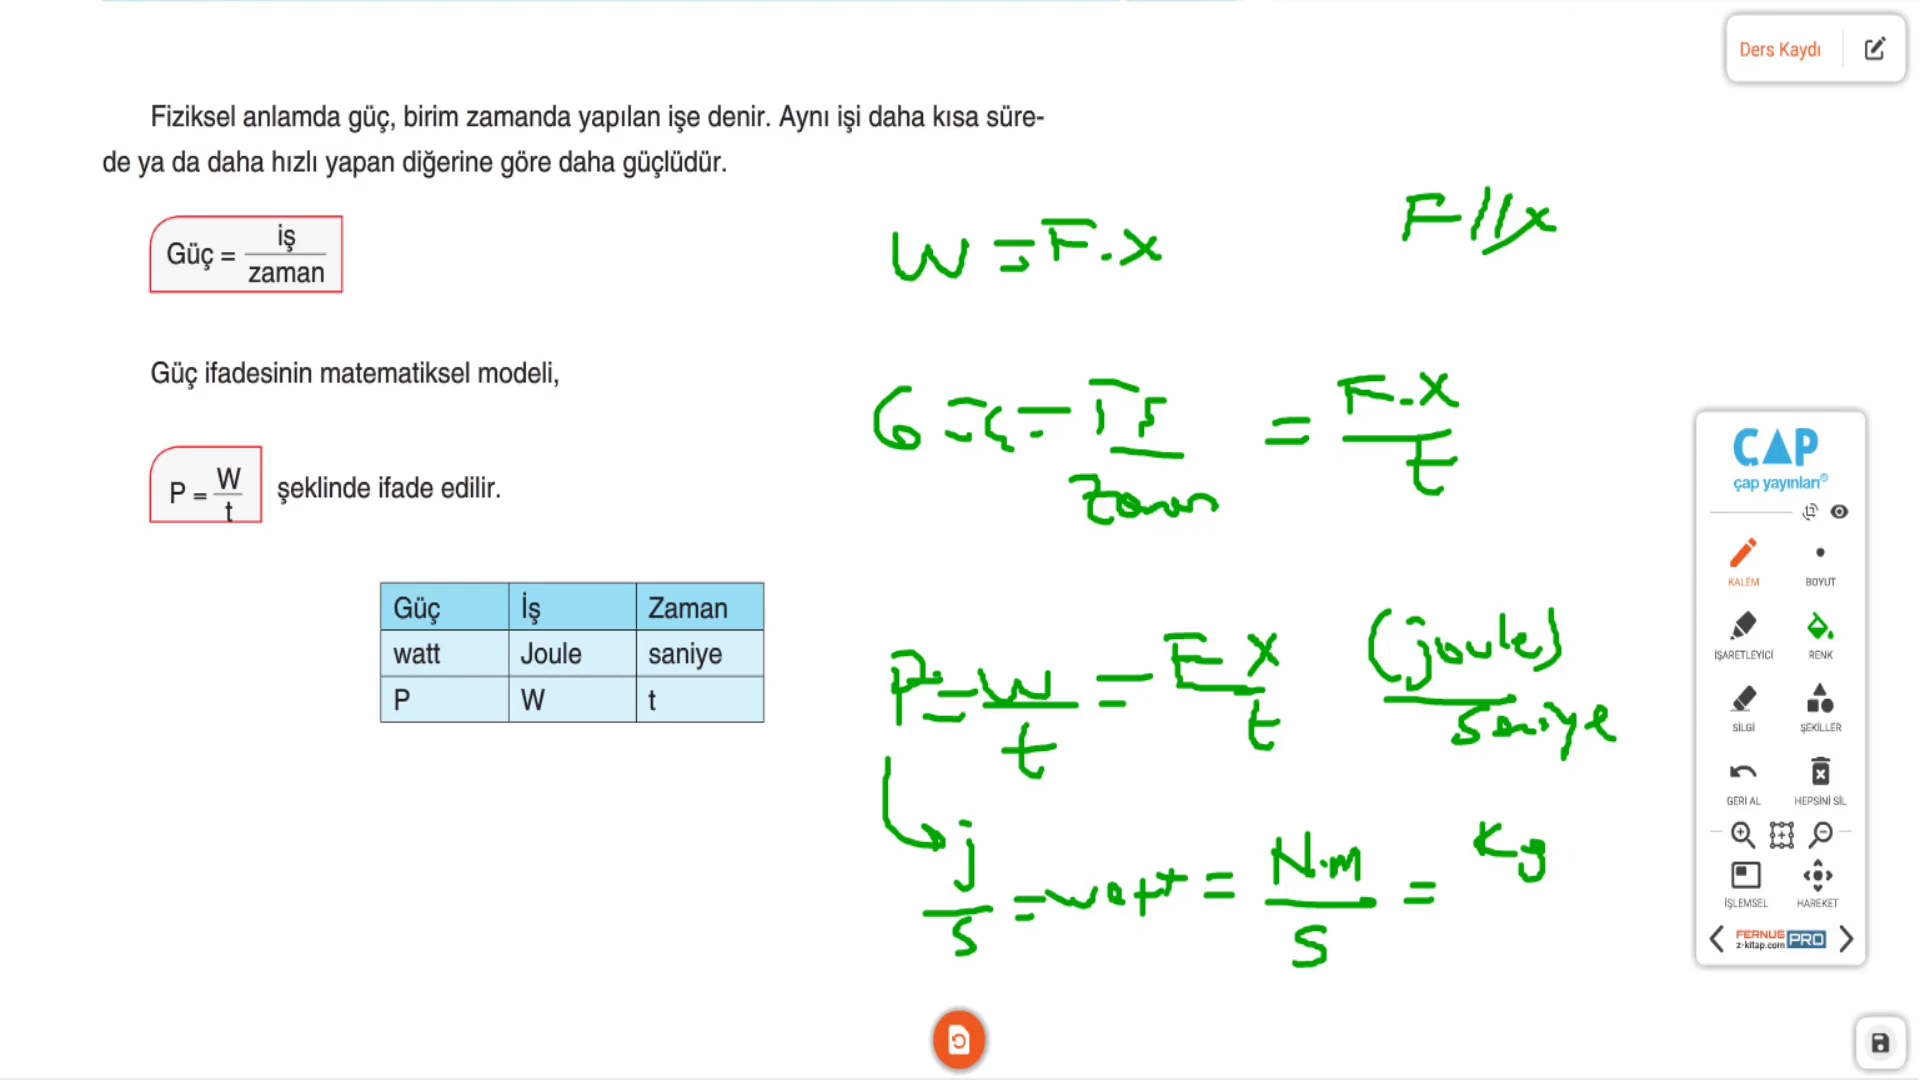 Ders Kaydı
Fiziksel anlamda güç, birim zamanda yapılan işe denir. Aynı işi daha kısa süre-
de ya da daha hızlı yapan diğerine göre daha güçlüdür.
Güç = iş / zaman
W = F.x
F//x
Güç ifadesinin matematiksel modeli,
Güç = İş / zaman = F.x / t
P = W / t şeklinde ifade edilir.
Güç İş Zaman
watt Joule saniye
P W t
P = W / t = F x / t (joule) / saniye
j / s = watt = N.m / s = Kg
ÇAP
çap yayınları®
KALEM BOYUT
İŞARETLEYİCİ RENK
SİLGİ ŞEKİLLER
GERİ AL HEPSİNİ SİL
İŞLEMSEL HAREKET
FERNUS
z-kitap.com PRO